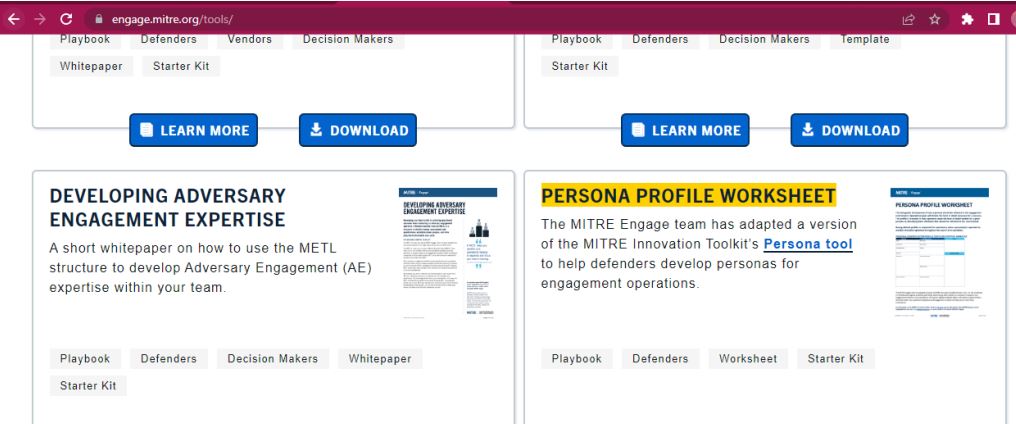 engage.mitre.org/tools/
Playbook Defenders Vendors Decision Makers
Whitepaper Starter Kit
Playbook Defenders Decision Makers Template
Starter Kit
LEARN MORE DOWNLOAD
LEARN MORE DOWNLOAD
DEVELOPING ADVERSARY
ENGAGEMENT EXPERTISE
A short whitepaper on how to use the METL
structure to develop Adversary Engagement (AE)
expertise within your team.
MITRE
DEVELOPING ADVERSARY
ENGAGEMENT EXPERTISE
Playbook Defenders Decision Makers Whitepaper
Starter Kit
PERSONA PROFILE WORKSHEET
The MITRE Engage team has adapted a version
of the MITRE Innovation Toolkit's Persona tool
to help defenders develop personas for
engagement operations.
MITRE
PERSONA PROFILE WORKSHEET
Playbook Defenders Worksheet Starter Kit